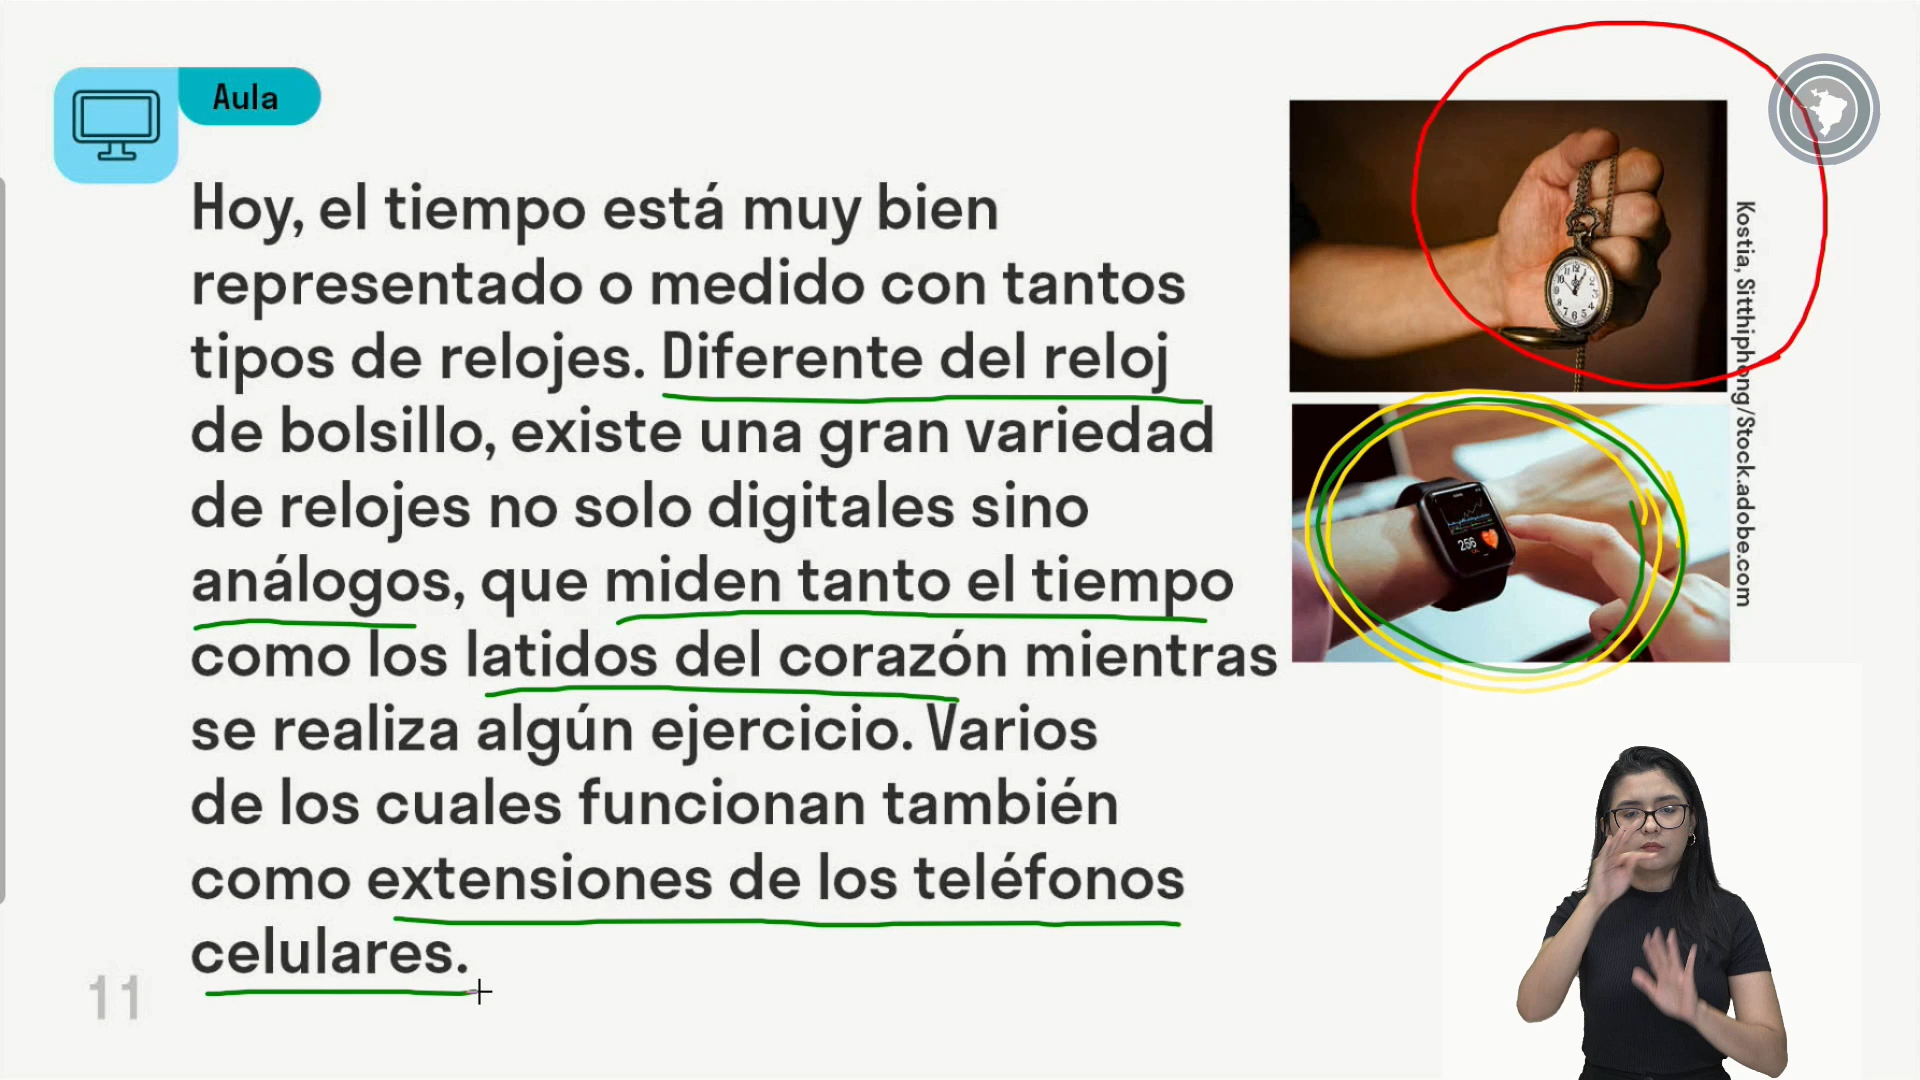 Aula
Hoy, el tiempo está muy bien
representado o medido con tantos
tipos de relojes. Diferente del reloj
de bolsillo, existe una gran variedad
de relojes no solo digitales sino
análogos, que miden tanto el tiempo
como los latidos del corazón mientras
se realiza algún ejercicio. Varios
de los cuales funcionan también
como extensiones de los teléfonos
celulares.
11
Kostia, Sitthiphong/Stock.adobe.com
256